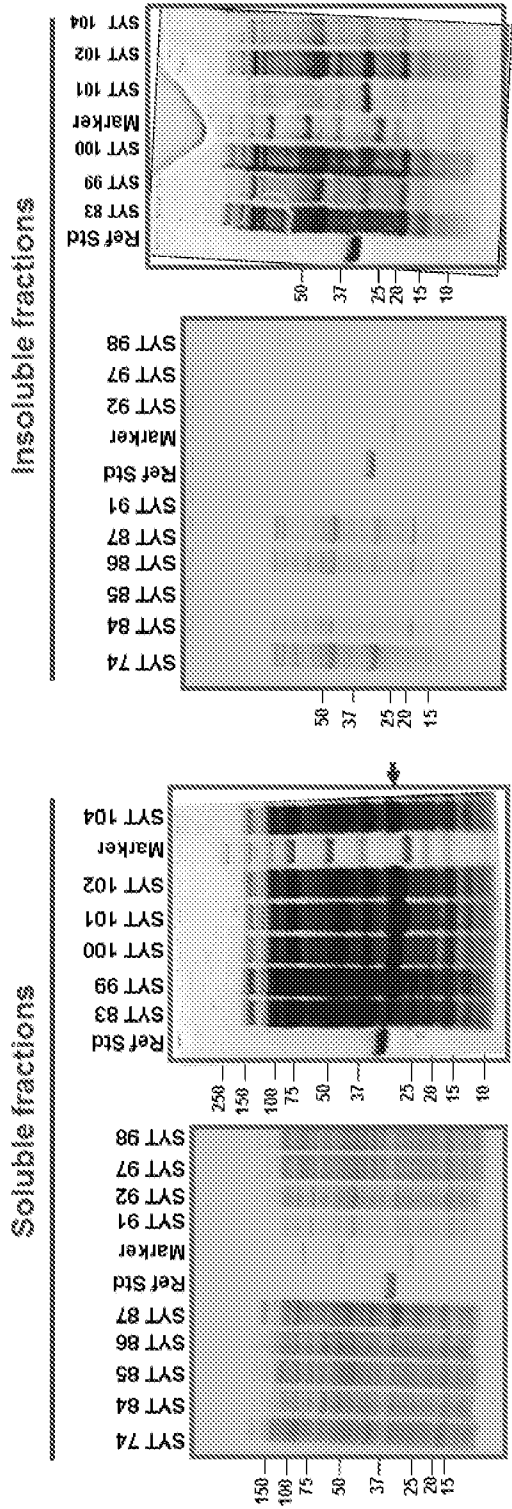 Soluble fractions
SYT 74
SYT 84
SYT 85
SYT 86
SYT 87
Ref Std
Marker
SYT 91
SYT 92
SYT 97
SYT 98
150
100
75
50
37
25
20
15
Ref Std
SYT 83
SYT 99
SYT 100
SYT 101
SYT 102
Marker
SYT 104
250
150
100
75
50
37
25
20
15
10
Insoluble fractions
SYT 74
SYT 84
SYT 85
SYT 86
SYT 87
SYT 91
Ref Std
Marker
SYT 92
SYT 97
SYT 98
50
37
25
20
15
Ref Std
SYT 83
SYT 99
SYT 100
Marker
SYT 101
SYT 102
SYT 104
50
37
25
20
15
10